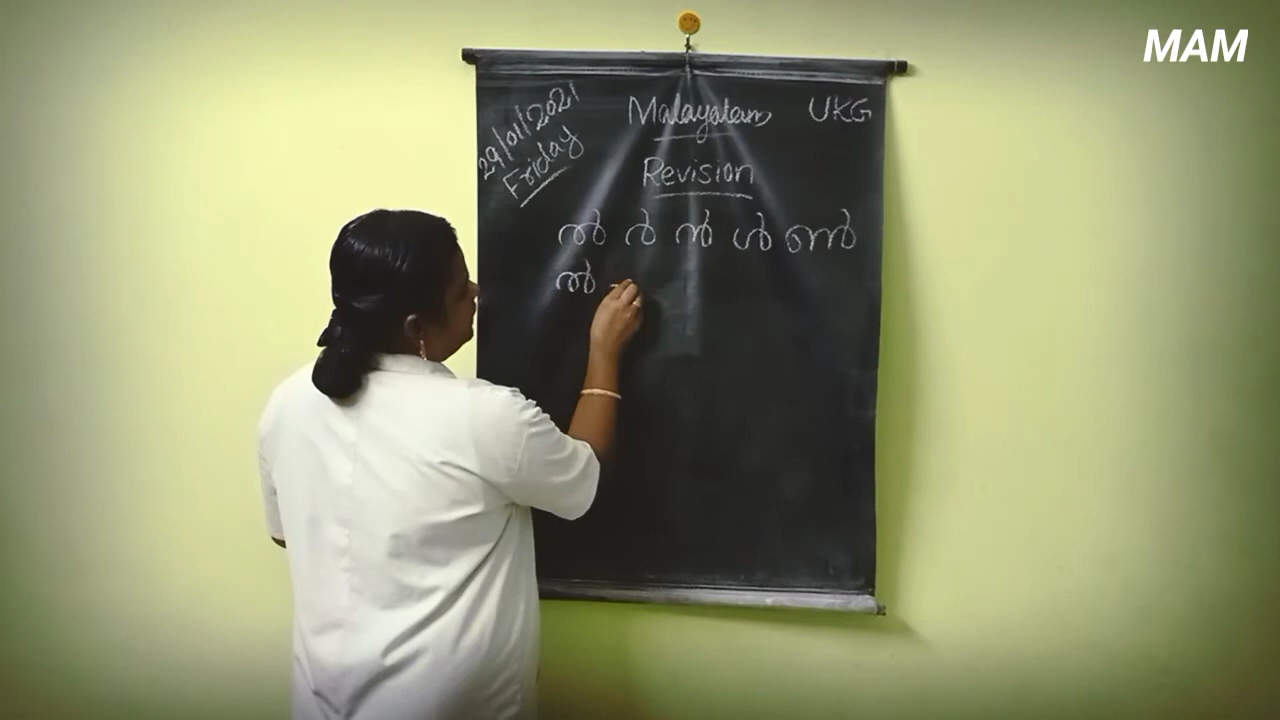 MAM
29/01/2021 Malayalam UKG
Friday
Revision
ൽ ർ ൻ ൾ ൺ
ൽ -